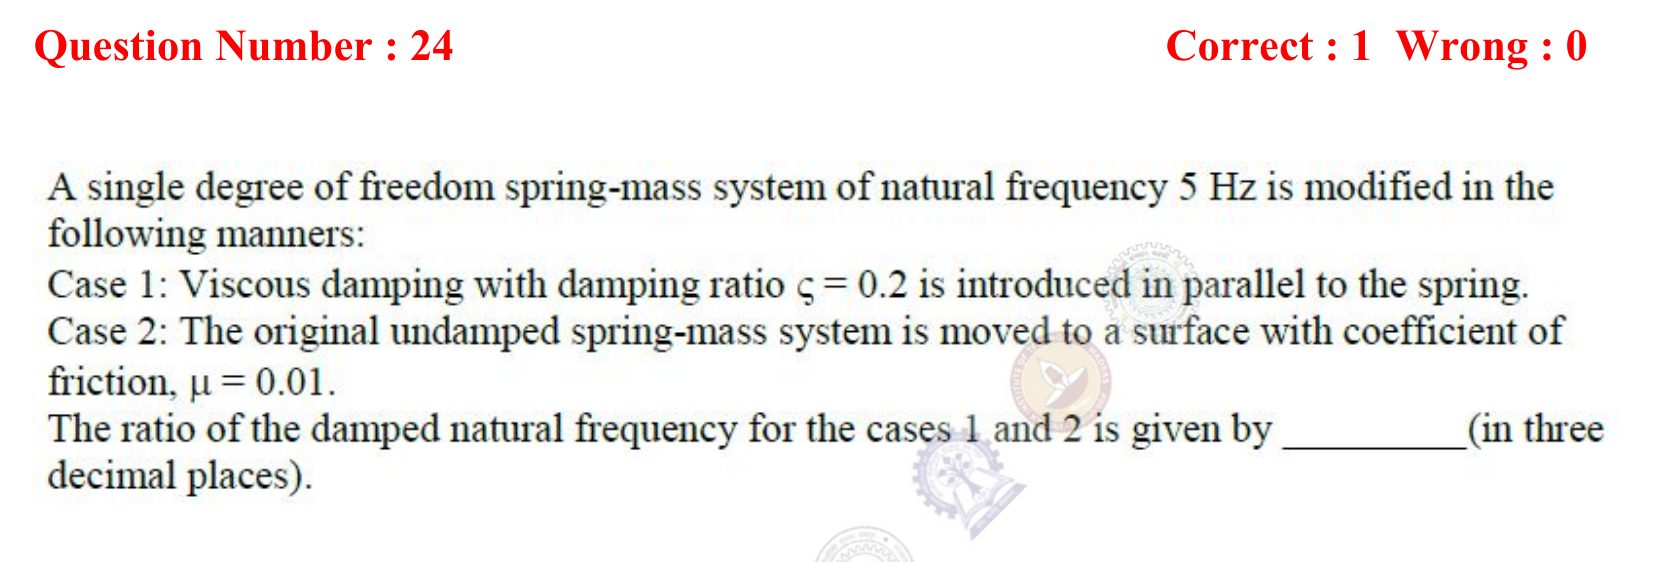 Question Number : 24 Correct : 1 Wrong : 0
A single degree of freedom spring-mass system of natural frequency 5 Hz is modified in the
following manners:
Case 1: Viscous damping with damping ratio ς = 0.2 is introduced in parallel to the spring.
Case 2: The original undamped spring-mass system is moved to a surface with coefficient of
friction, μ = 0.01.
The ratio of the damped natural frequency for the cases 1 and 2 is given by ________(in three
decimal places).